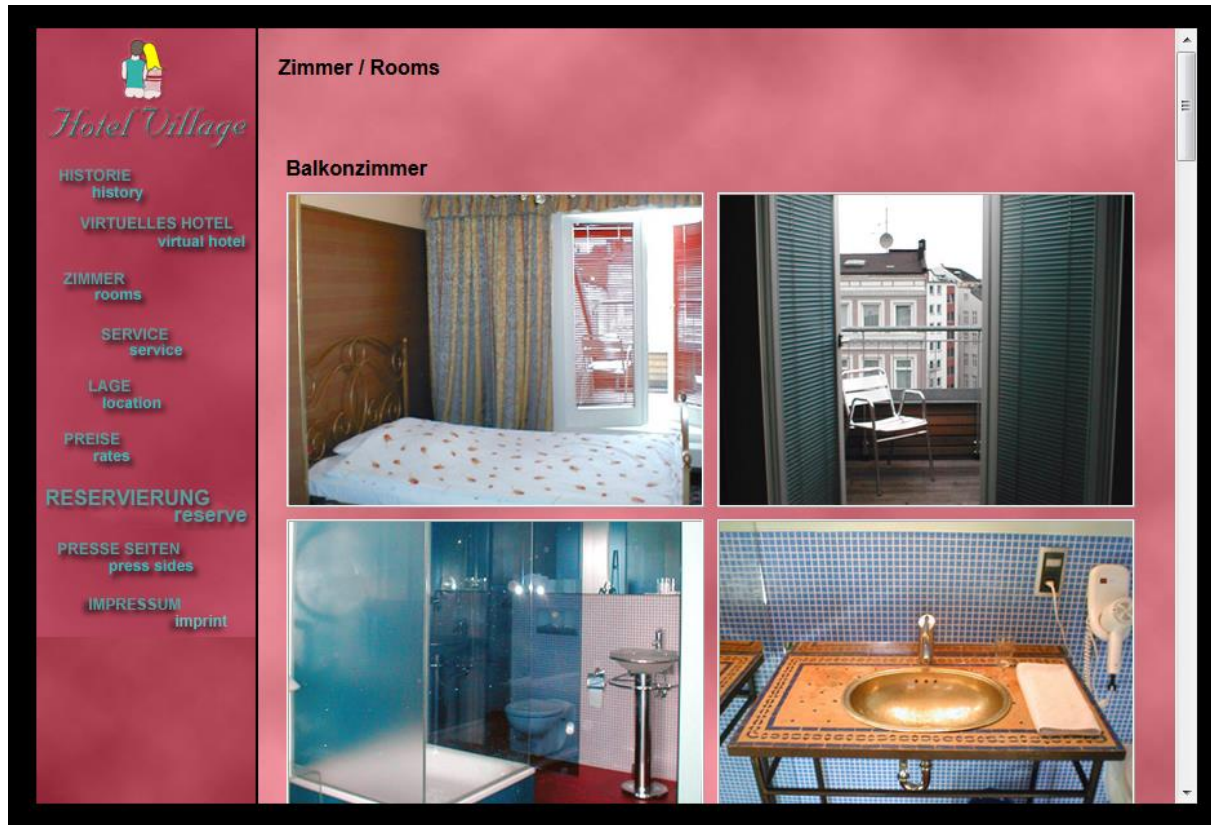 Hotel Village
HISTORIE
history
VIRTUELLES HOTEL
virtual hotel
ZIMMER
rooms
SERVICE
service
LAGE
location
PREISE
rates
RESERVIERUNG
reserve
PRESSE SEITEN
press sides
IMPRESSUM
imprint
Zimmer / Rooms
Balkonzimmer